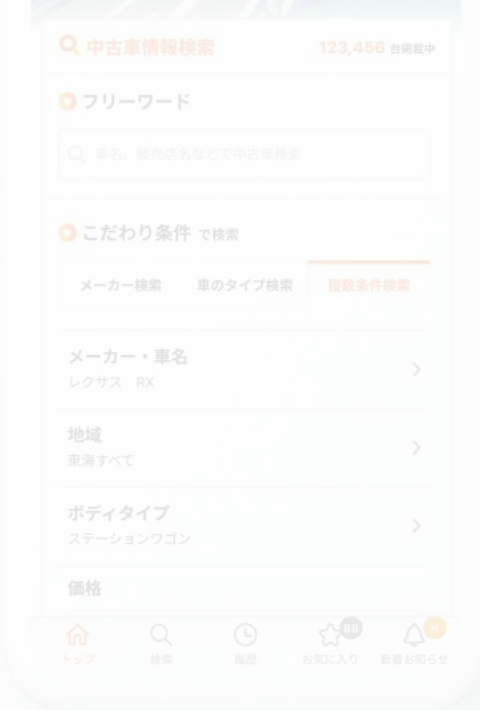 中古車情報検索 123,456 台掲載中
フリーワード
車名、販売店名などで中古車検索
こだわり条件 で検索
メーカー検索 車のタイプ検索 複数条件検索
メーカー・車名
レクサス RX
地域
東海すべて
ボディタイプ
ステーションワゴン
価格
88 N
トップ 検索 履歴 お気に入り 新着お知らせ